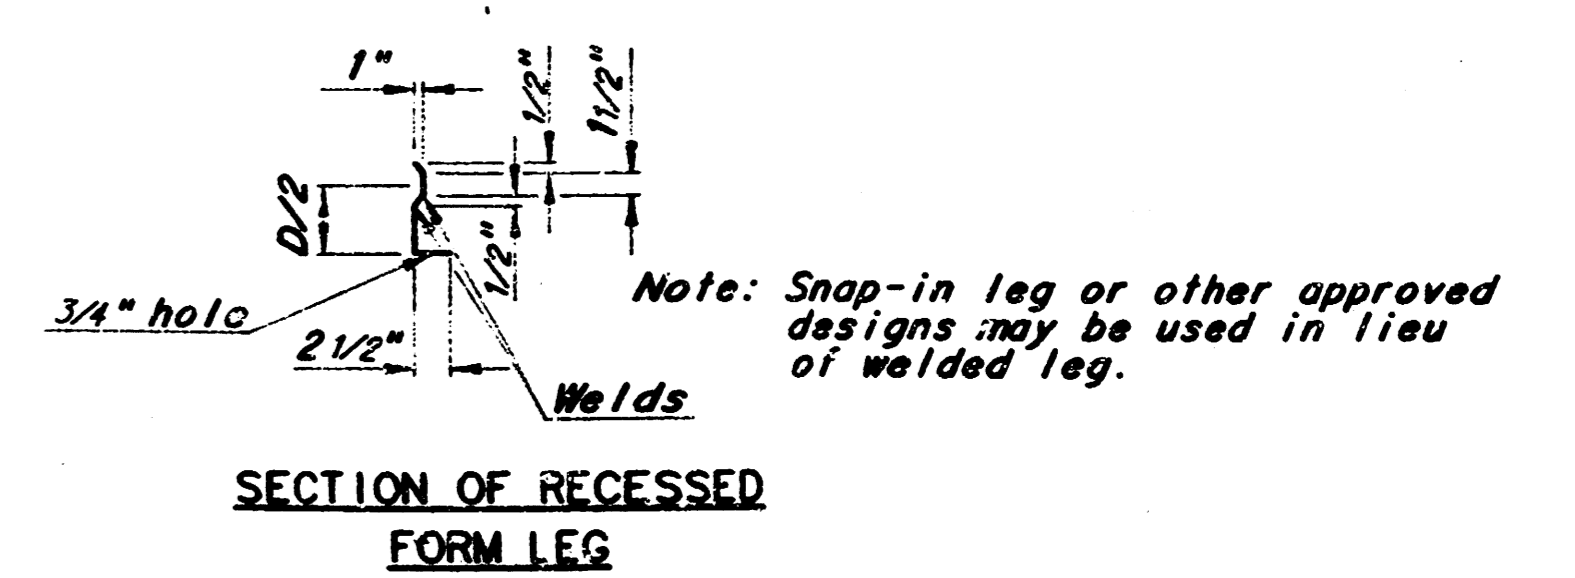 1"
1/2"
1 1/2"
D/2
1/2"
3/4" hole
2 1/2"
Note: Snap-in leg or other approved
designs may be used in lieu
of welded leg.
Welds
SECTION OF RECESSED
FORM LEG